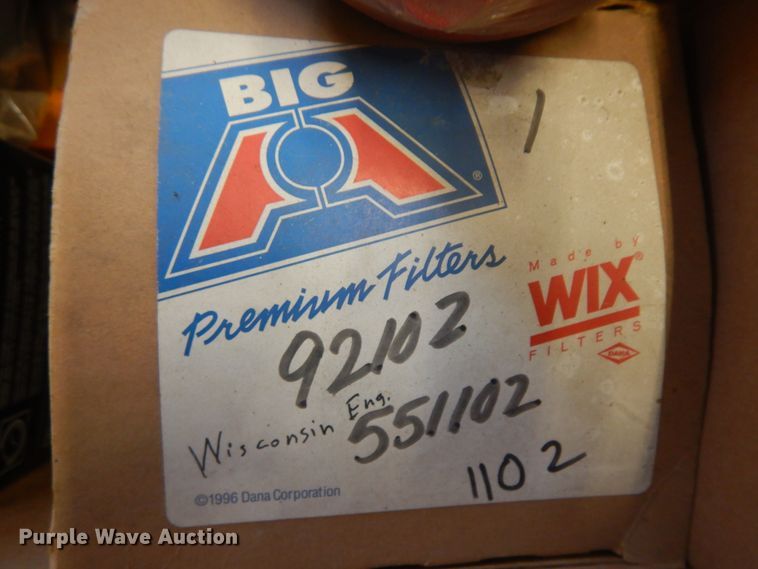 BIG A ®
1
Premium Filters
Made by
WIX®
FILTERS
DANA
92102
Wisconsin Eng.
551102
1102
©1996 Dana Corporation
Purple Wave Auction